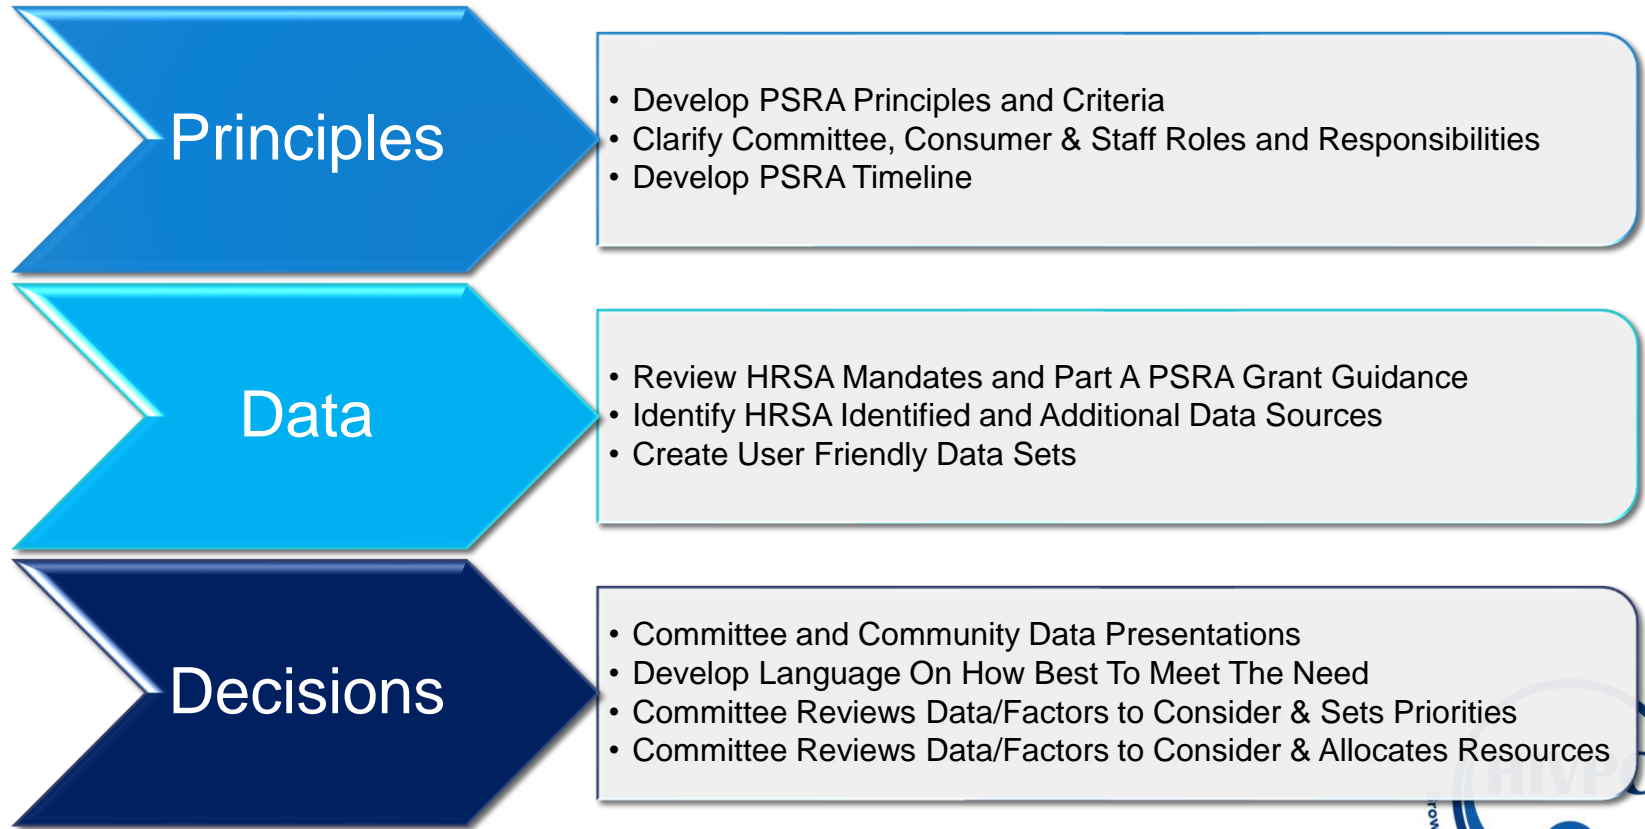 Principles
• Develop PSRA Principles and Criteria
• Clarify Committee, Consumer & Staff Roles and Responsibilities
• Develop PSRA Timeline
Data
• Review HRSA Mandates and Part A PSRA Grant Guidance
• Identify HRSA Identified and Additional Data Sources
• Create User Friendly Data Sets
Decisions
• Committee and Community Data Presentations
• Develop Language On How Best To Meet The Need
• Committee Reviews Data/Factors to Consider & Sets Priorities
• Committee Reviews Data/Factors to Consider & Allocates Resources